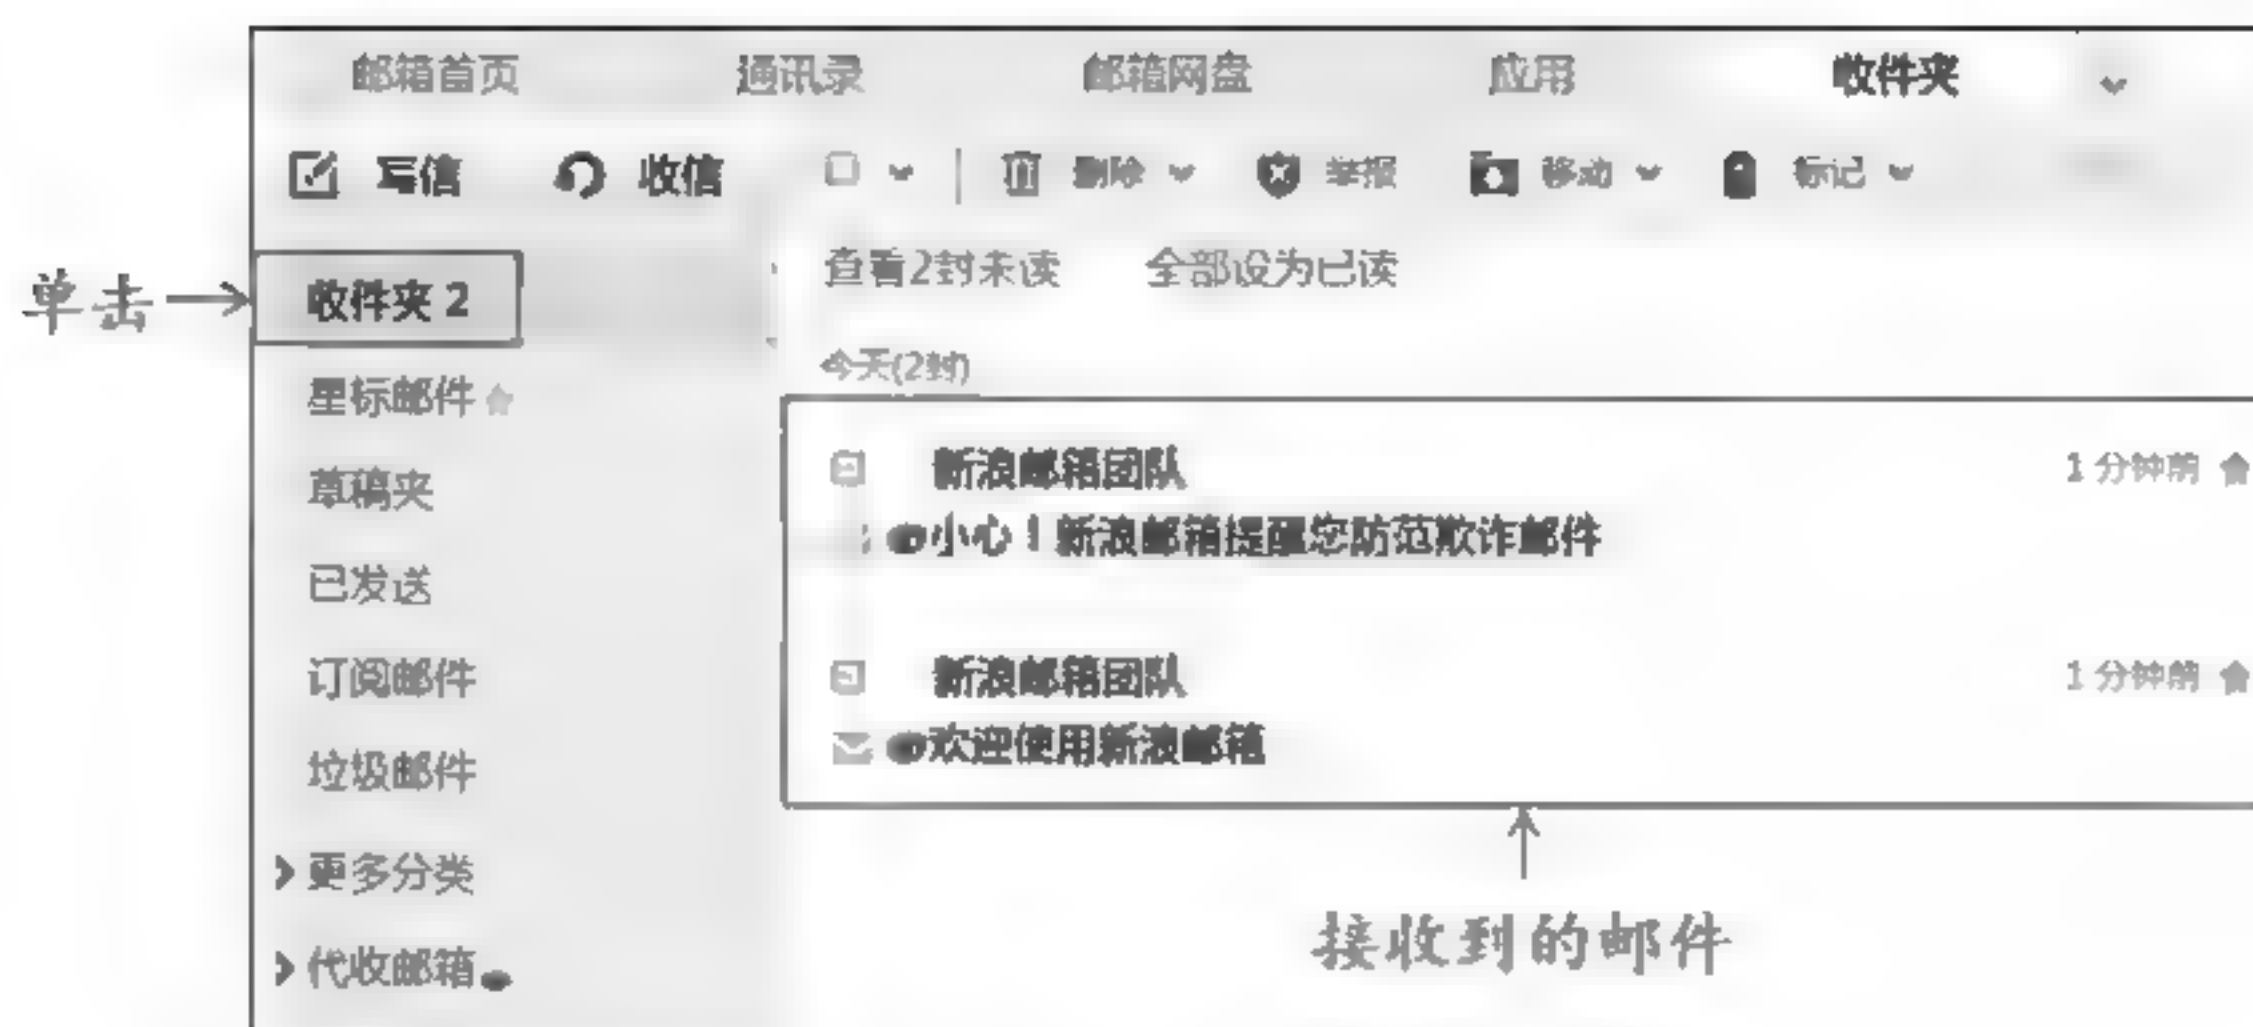 邮箱首页 通讯录 邮箱网盘 应用 收件夹
写信 收信 删除 举报 移动 标记
查看2封未读 全部设为已读
单击
收件夹 2
今天(2封)
星标邮件
新浪邮箱团队 1 分钟前
草稿夹
小心！新浪邮箱提醒您防范欺诈邮件
已发送
订阅邮件
新浪邮箱团队 1 分钟前
欢迎使用新浪邮箱
垃圾邮件
更多分类
接收到的邮件
代收邮箱